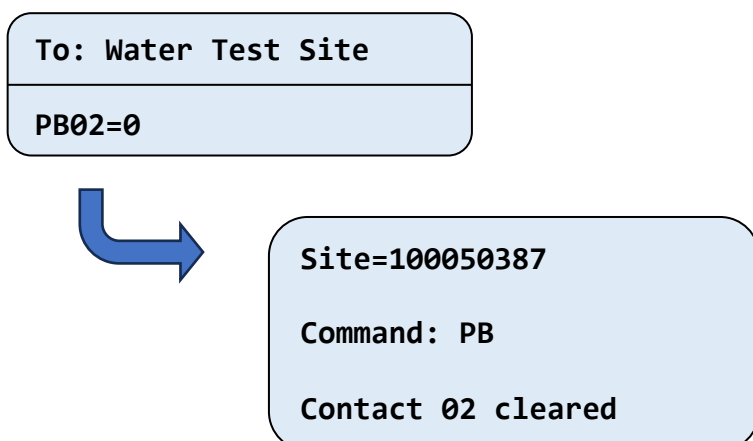 To: Water Test Site
PB02=0
Site=100050387
Command: PB
Contact 02 cleared